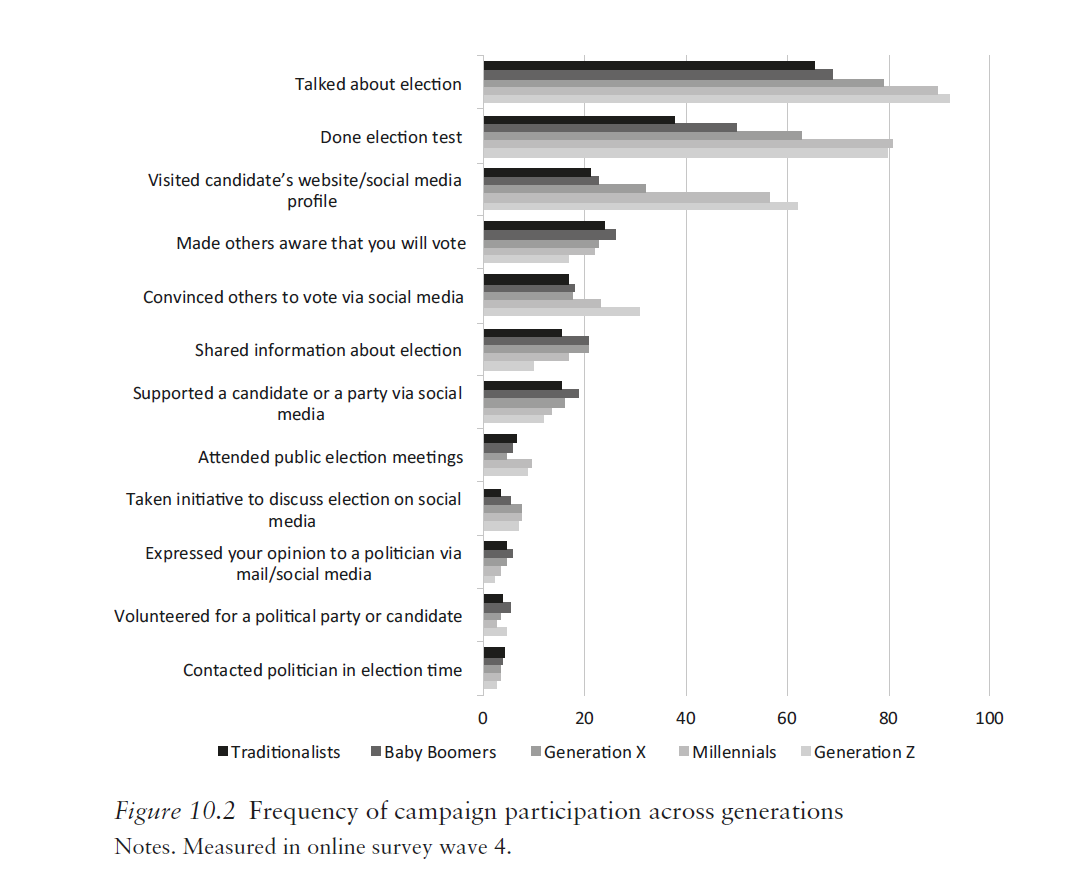 Talked about election
Done election test
Visited candidate's website/social media
profile
Made others aware that you will vote
Convinced others to vote via social media
Shared information about election
Supported a candidate or a party via social
media
Attended public election meetings
Taken initiative to discuss election on social
media
Expressed your opinion to a politician via
mail/social media
Volunteered for a political party or candidate
Contacted politician in election time
0 20 40 60 80 100
Traditionalists Baby Boomers Generation X Millennials Generation Z
Figure 10.2 Frequency of campaign participation across generations
Notes. Measured in online survey wave 4.